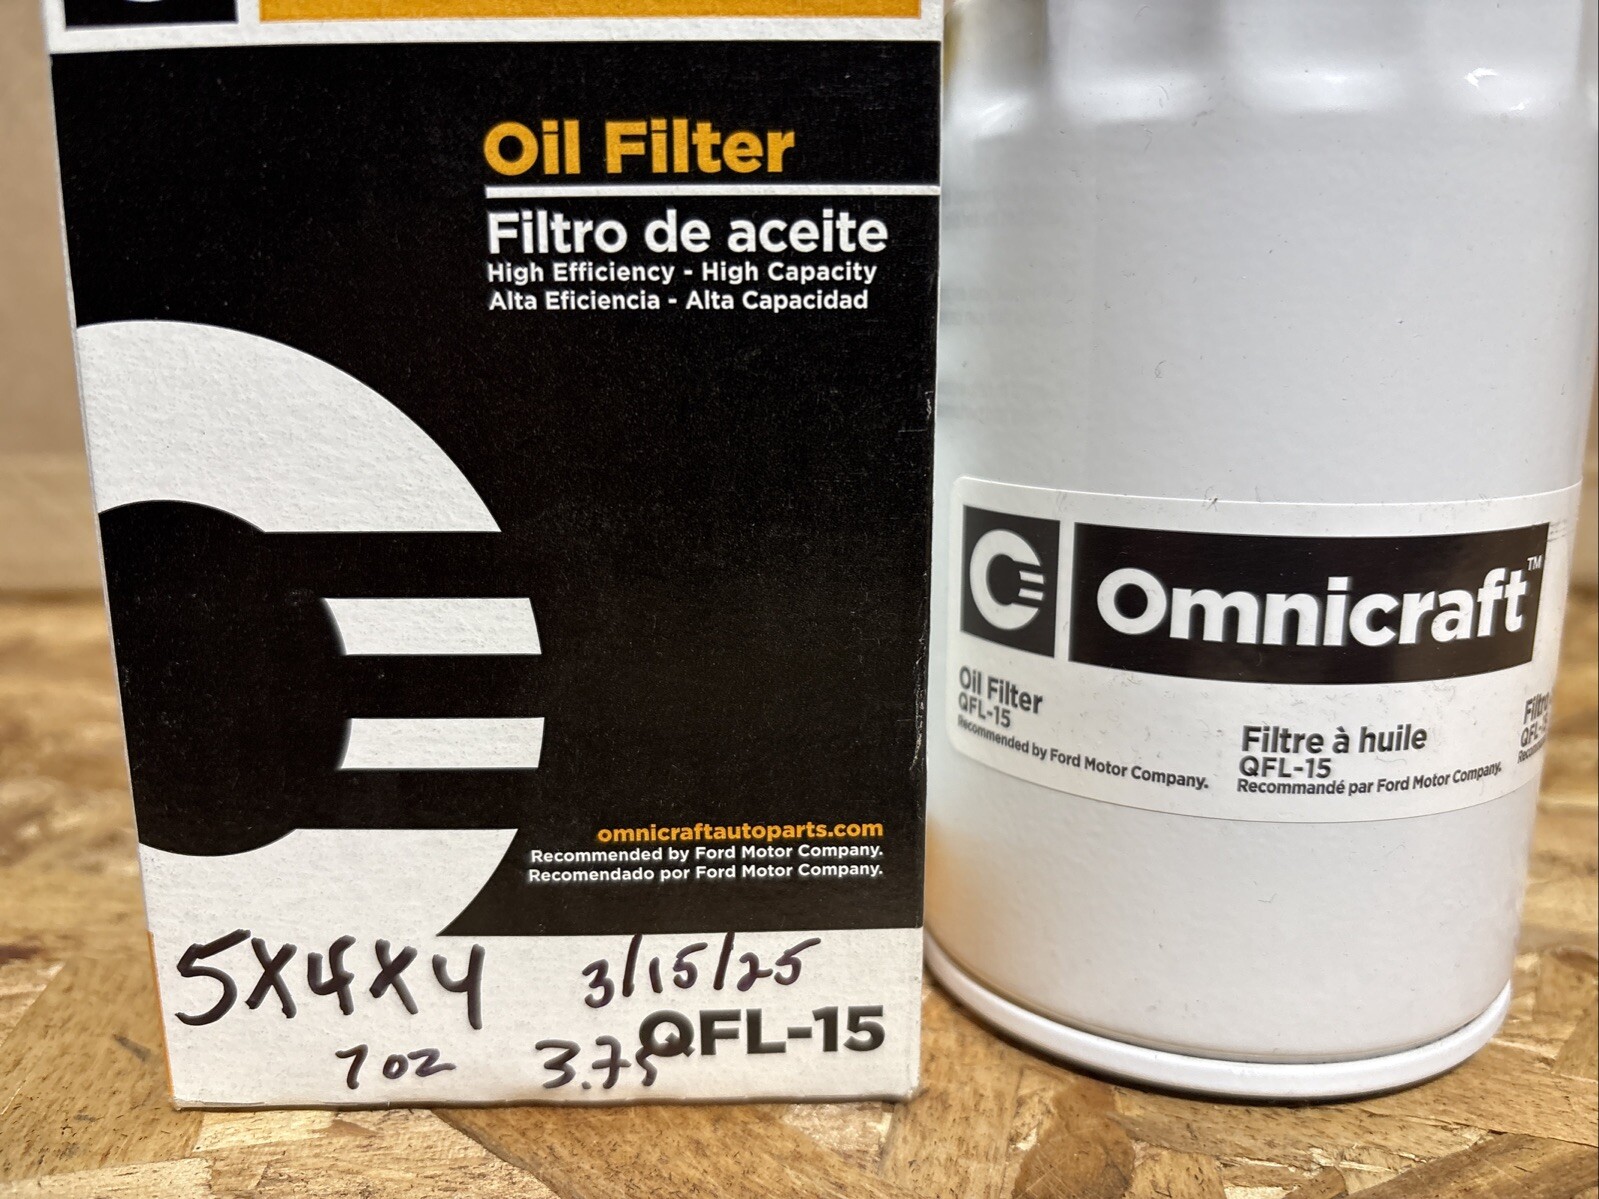 Oil Filter
Filtro de aceite
High Efficiency - High Capacity
Alta Eficiencia - Alta Capacidad
omnicraftautoparts.com
Recommended by Ford Motor Company.
Recomendado por Ford Motor Company.
5X4X4 3/15/25
7 oz 3.75 QFL-15
Omnicraft™
Oil Filter
QFL-15
Recommended by Ford Motor Company.
Filtre à huile
QFL-15
Recommandé par Ford Motor Company.